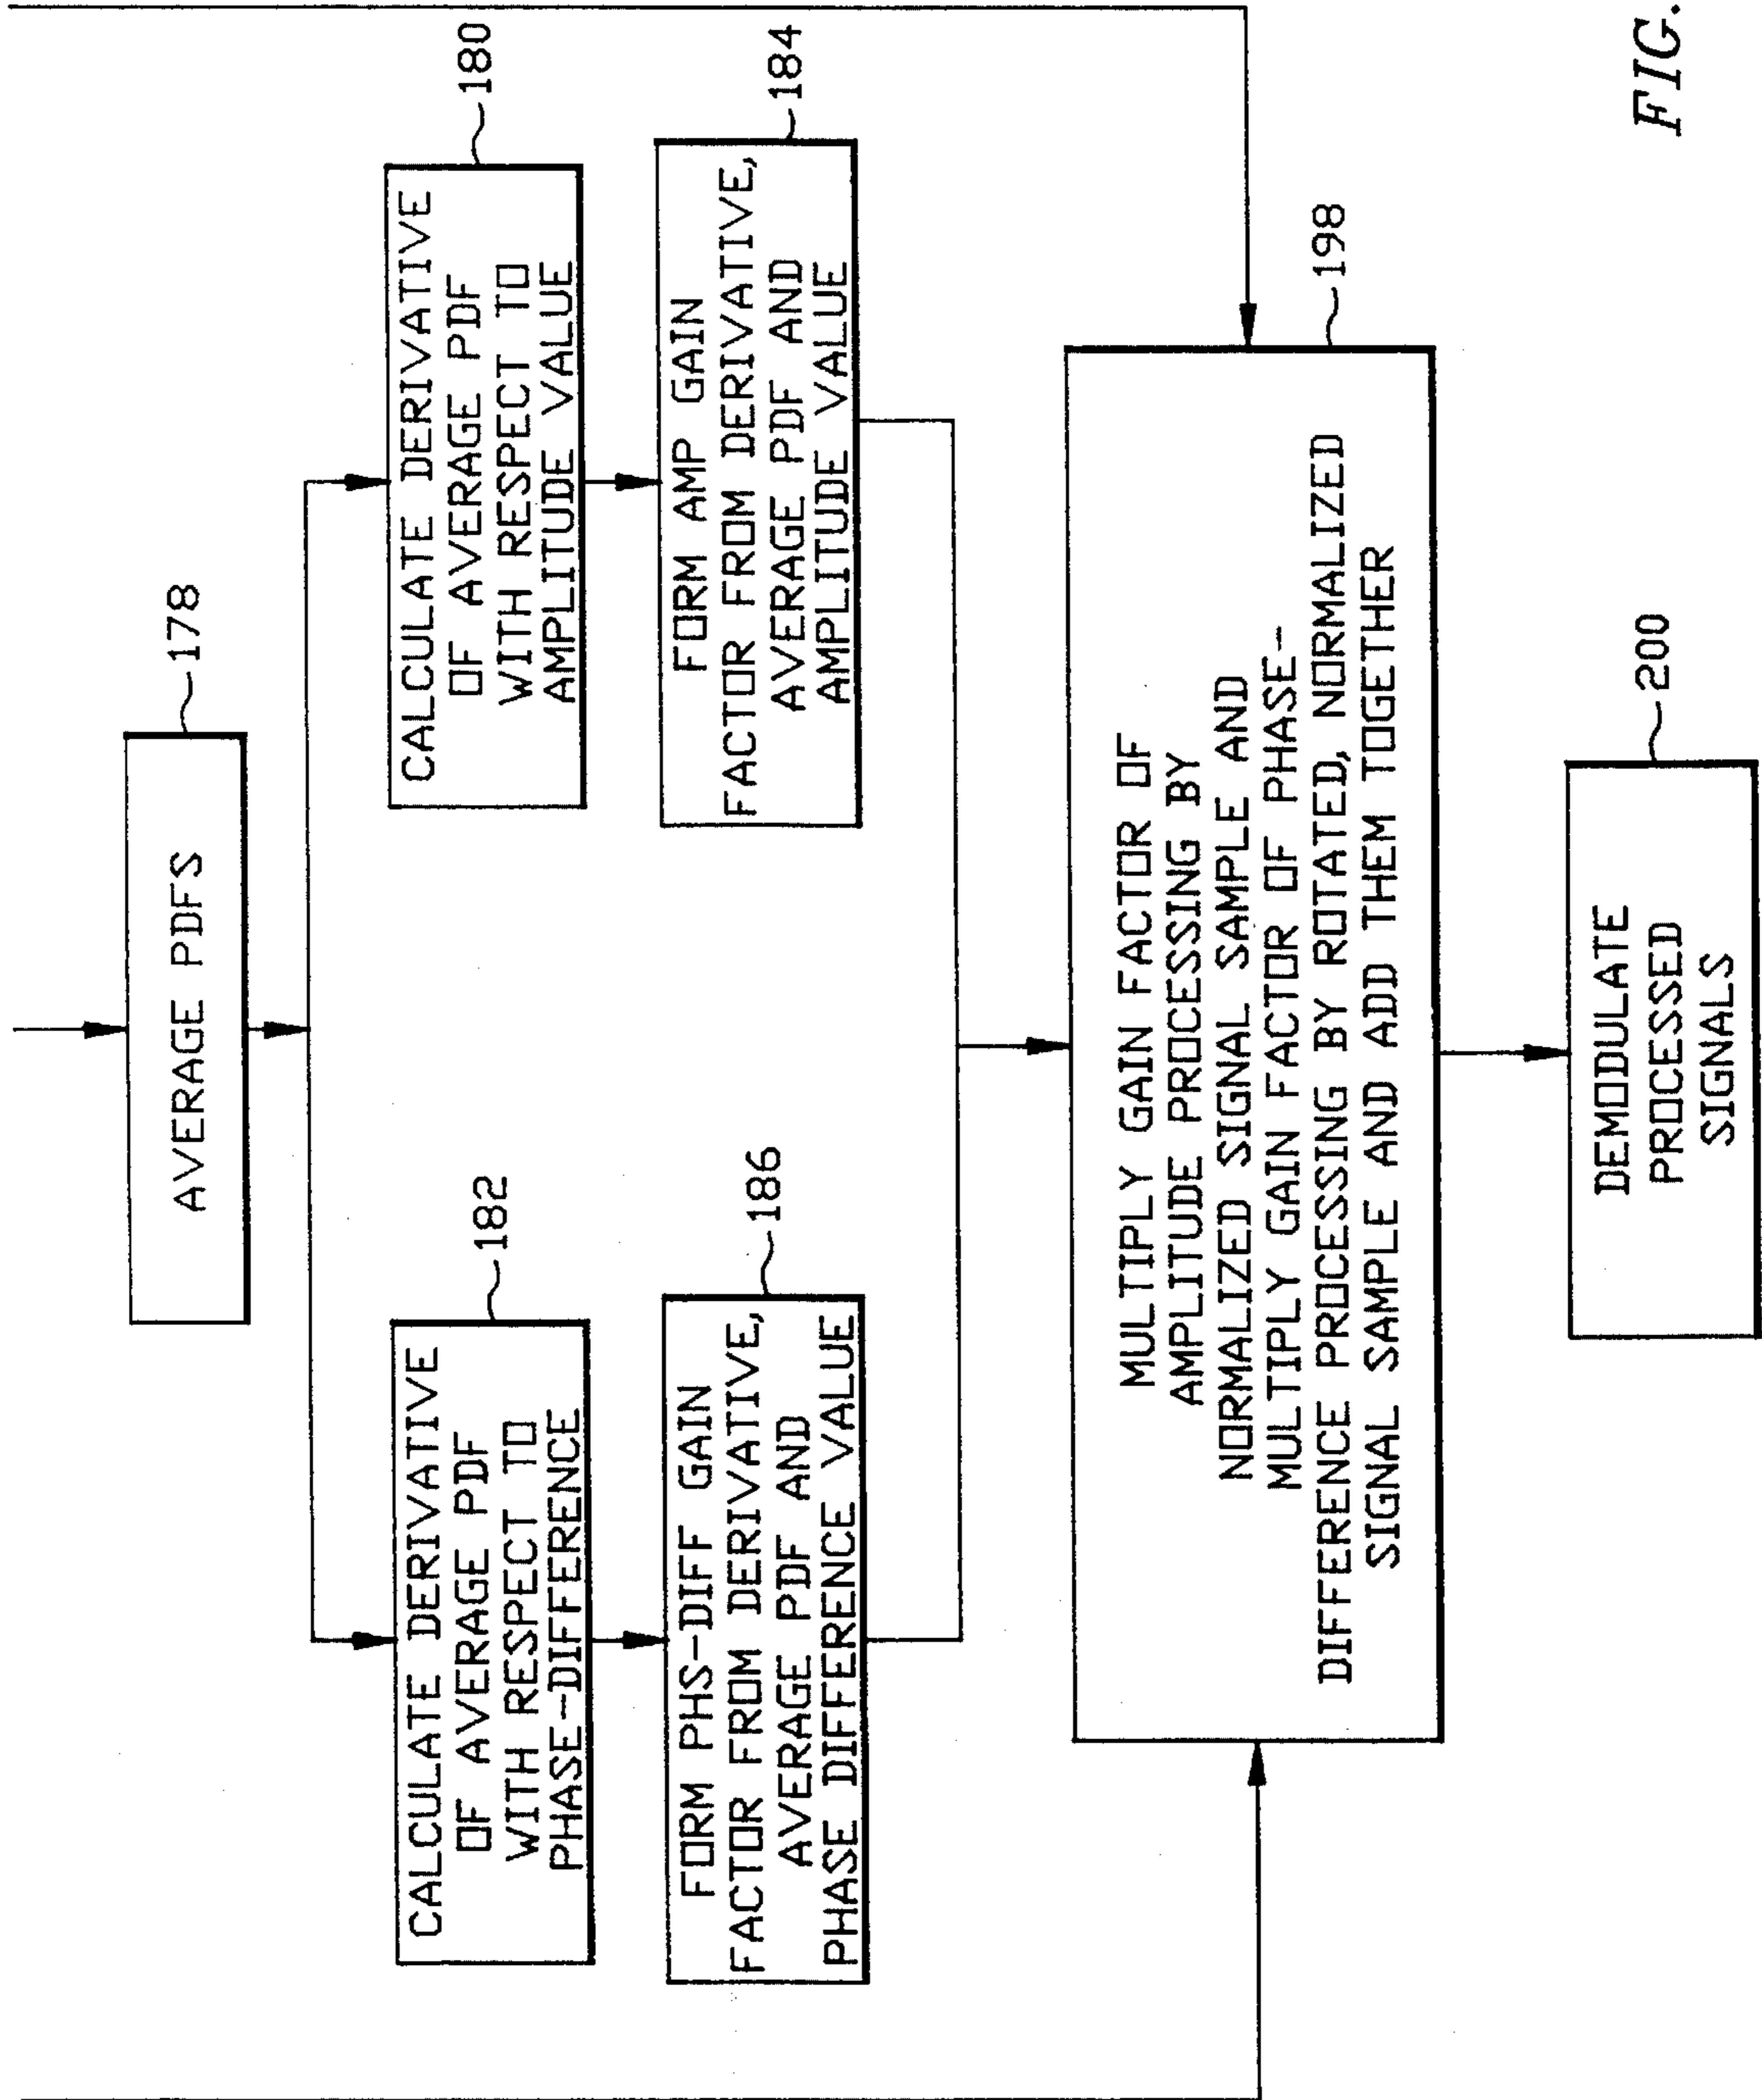 AVERAGE PDFS
178
CALCULATE DERIVATIVE
OF AVERAGE PDF
WITH RESPECT TO
PHASE-DIFFERENCE
182
CALCULATE DERIVATIVE
OF AVERAGE PDF
WITH RESPECT TO
AMPLITUDE VALUE
180
FORM PHS-DIFF GAIN
FACTOR FROM DERIVATIVE,
AVERAGE PDF AND
PHASE DIFFERENCE VALUE
186
FORM AMP GAIN
FACTOR FROM DERIVATIVE,
AVERAGE PDF AND
AMPLITUDE VALUE
184
MULTIPLY GAIN FACTOR OF
AMPLITUDE PROCESSING BY
NORMALIZED SIGNAL SAMPLE AND
MULTIPLY GAIN FACTOR OF PHASE-
DIFFERENCE PROCESSING BY ROTATED, NORMALIZED
SIGNAL SAMPLE AND ADD THEM TOGETHER
198
DEMODULATE
PROCESSED
SIGNALS
200
FIG.